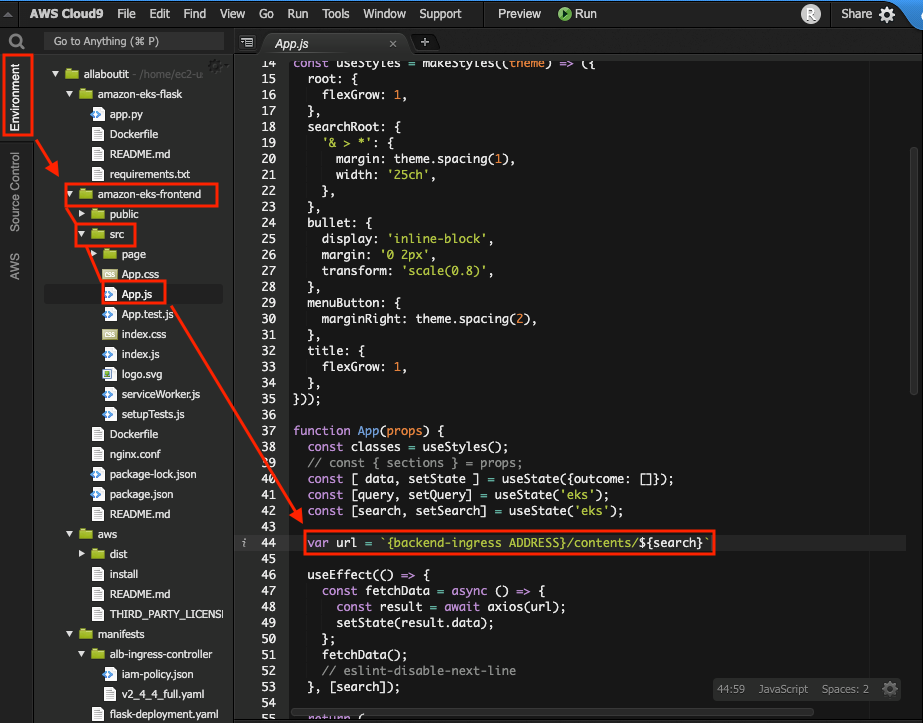 AWS Cloud9 File Edit Find View Go Run Tools Window Support Preview Run R Share
Go to Anything (⌘ P)
App.js
Environment
Source Control
AWS
allaboutit - /home/ec2-u
amazon-eks-flask
app.py
Dockerfile
README.md
requirements.txt
amazon-eks-frontend
public
src
page
css App.css
App.js
App.test.js
css index.css
index.js
logo.svg
serviceWorker.js
setupTests.js
Dockerfile
nginx.conf
package-lock.json
package.json
README.md
aws
dist
install
README.md
THIRD_PARTY_LICENSI
manifests
alb-ingress-controller
iam-policy.json
v2_4_4_full.yaml
flask-deployment.yaml
14 const useStyles = makeStyles((theme) => ({
15 root: {
16 flexGrow: 1,
17 },
18 searchRoot: {
19 '& > *': {
20 margin: theme.spacing(1),
21 width: '25ch',
22 },
23 },
24 bullet: {
25 display: 'inline-block',
26 margin: '0 2px',
27 transform: 'scale(0.8)',
28 },
29 menuButton: {
30 marginRight: theme.spacing(2),
31 },
32 title: {
33 flexGrow: 1,
34 },
35 }));
36
37 function App(props) {
38 const classes = useStyles();
39 // const { sections } = props;
40 const [ data, setState ] = useState({outcome: []});
41 const [query, setQuery] = useState('eks');
42 const [search, setSearch] = useState('eks');
43
i 44 var url = `{backend-ingress ADDRESS}/contents/${search}`
45
46 useEffect(() => {
47 const fetchData = async () => {
48 const result = await axios(url);
49 setState(result.data);
50 };
51 fetchData();
52 // eslint-disable-next-line
53 }, [search]);
54
55 return (
44:59 JavaScript Spaces: 2